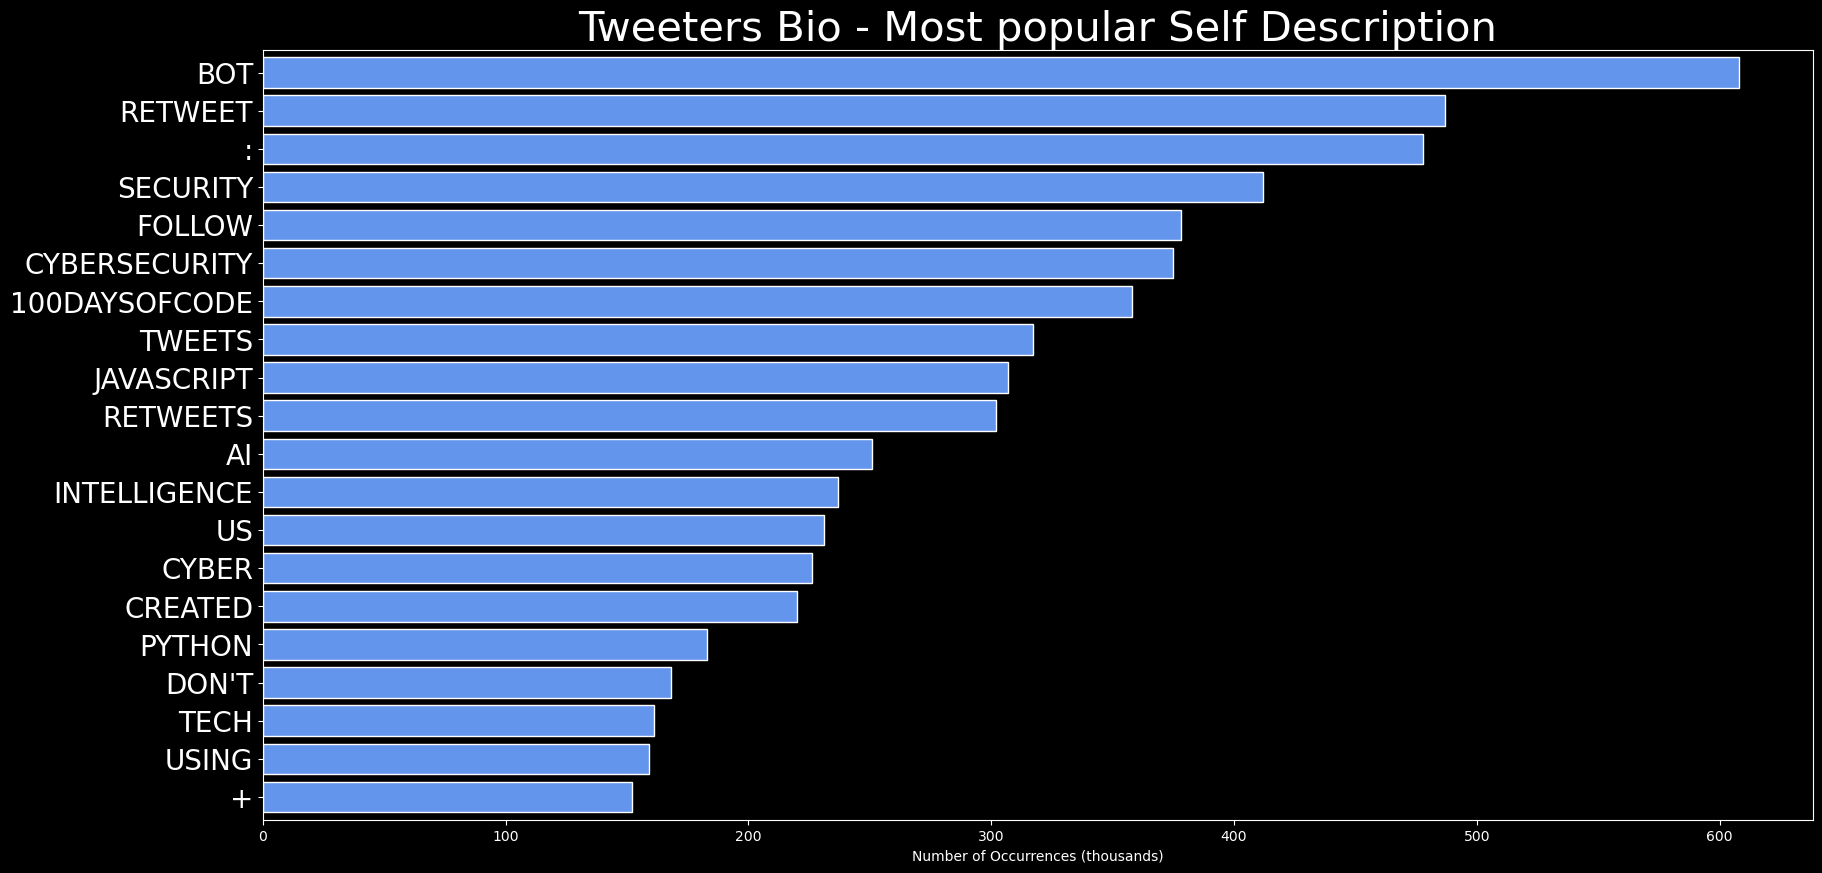 Tweeters Bio - Most popular Self Description
BOT
RETWEET
:
SECURITY
FOLLOW
CYBERSECURITY
100DAYSOFCODE
TWEETS
JAVASCRIPT
RETWEETS
AI
INTELLIGENCE
US
CYBER
CREATED
PYTHON
DON'T
TECH
USING
+
0 100 200 300 400 500 600
Number of Occurrences (thousands)